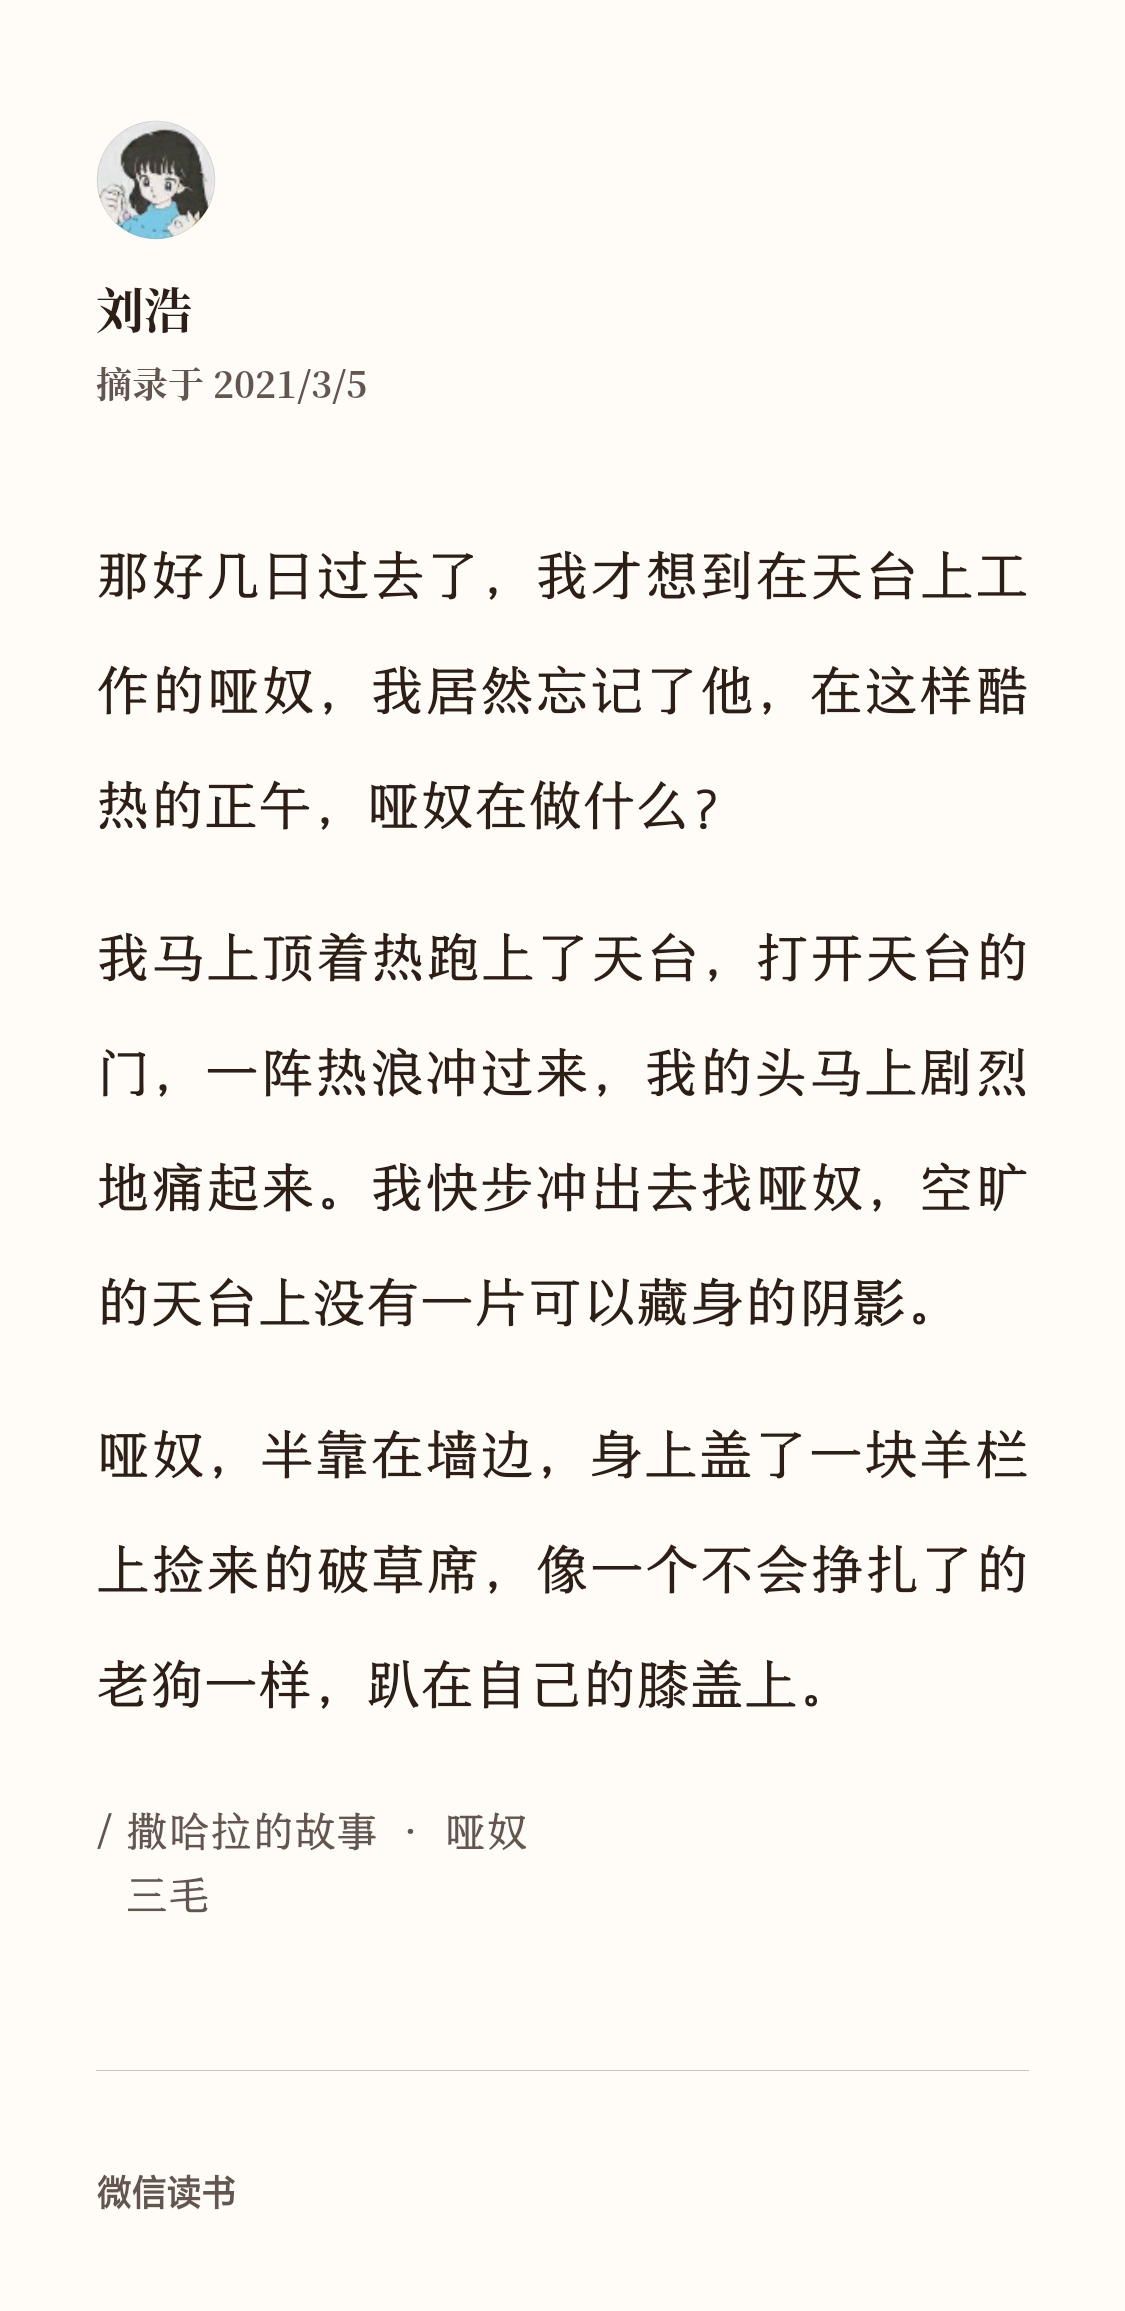 刘浩
摘录于 2021/3/5
那好几日过去了，我才想到在天台上工
作的哑奴，我居然忘记了他，在这样酷
热的正午，哑奴在做什么？
我马上顶着热跑上了天台，打开天台的
门，一阵热浪冲过来，我的头马上剧烈
地痛起来。我快步冲出去找哑奴，空旷
的天台上没有一片可以藏身的阴影。
哑奴，半靠在墙边，身上盖了一块羊栏
上捡来的破草席，像一个不会挣扎了的
老狗一样，趴在自己的膝盖上。
/ 撒哈拉的故事 · 哑奴
三毛
微信读书